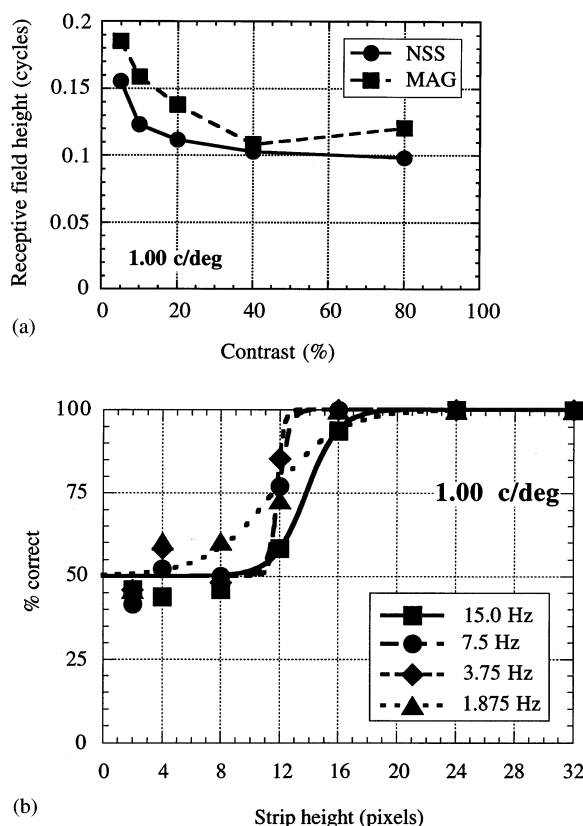 0.2
0.15
0.1
0.05
0
Receptive field height (cycles)
NSS
MAG
1.00 c/deg
0 20 40 60 80 100
(a)
Contrast (%)
100
75
50
25
0
% correct
1.00 c/deg
15.0 Hz
7.5 Hz
3.75 Hz
1.875 Hz
0 4 8 12 16 20 24 28 32
(b)
Strip height (pixels)